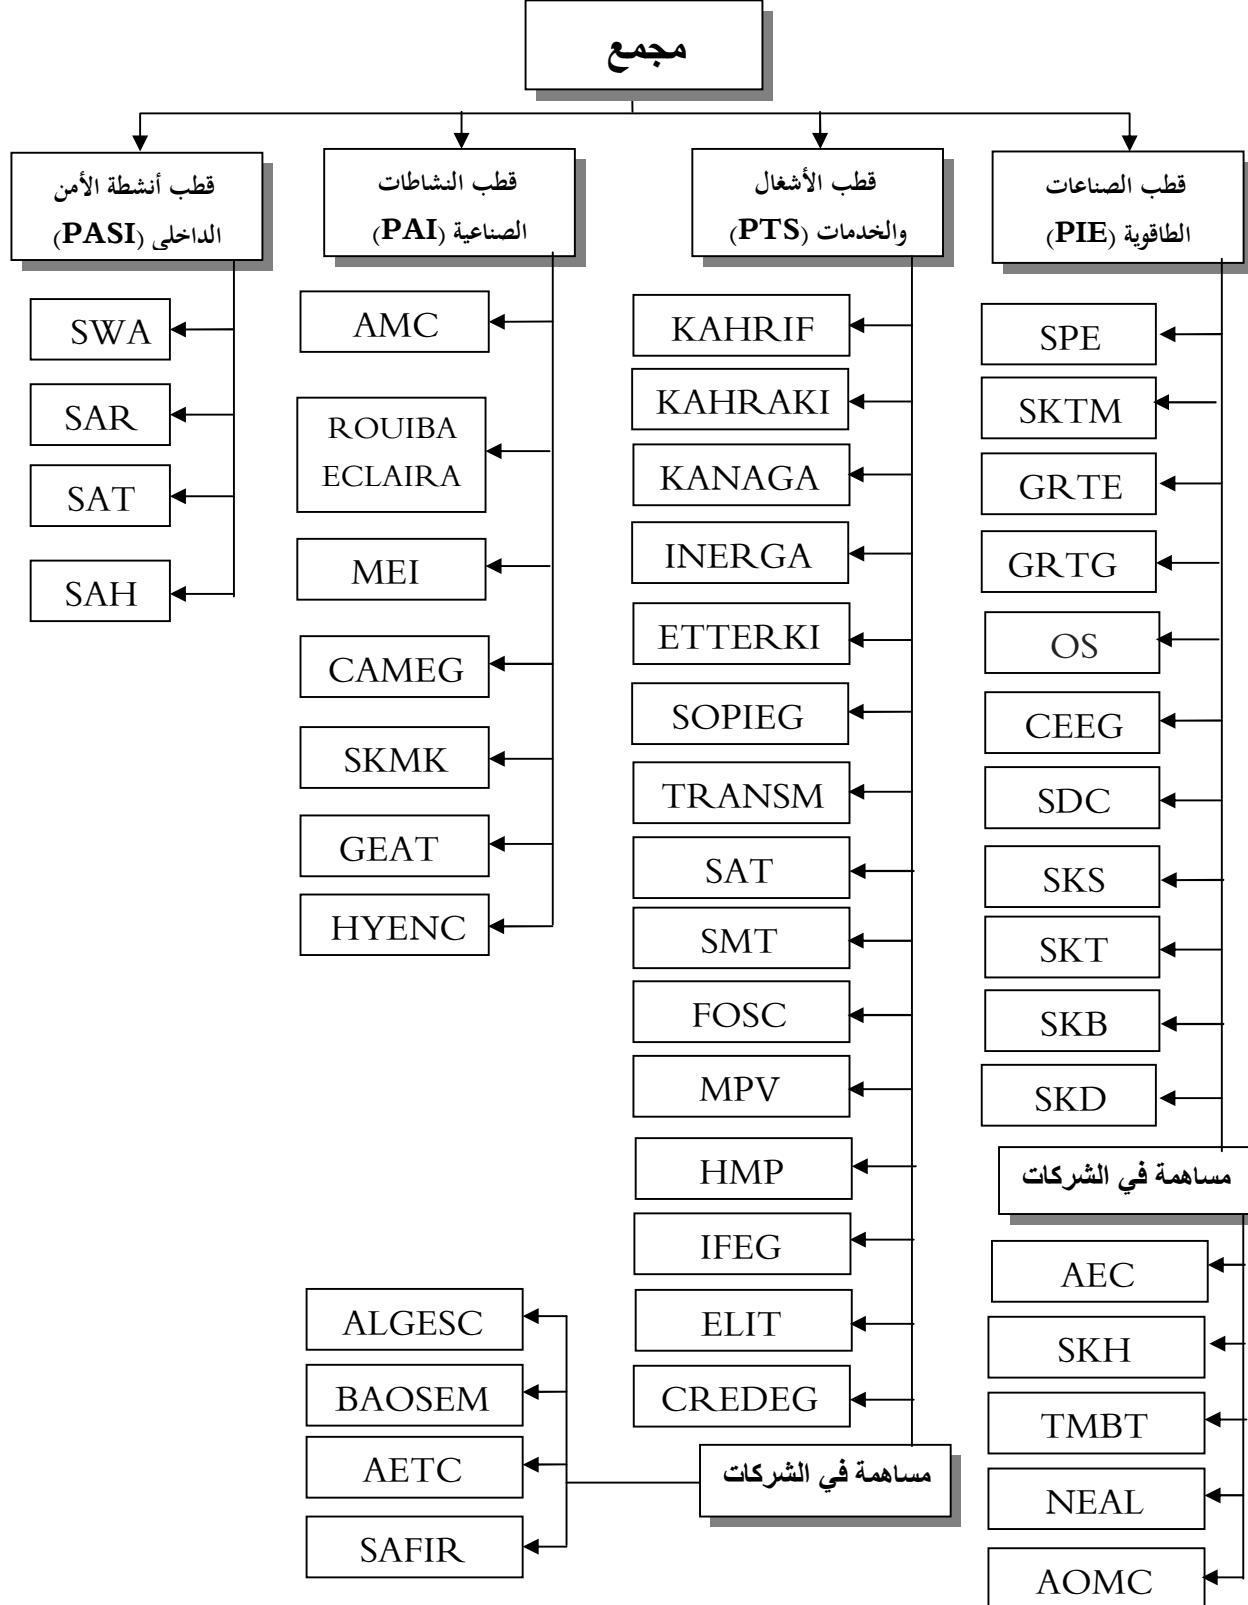 مجمع
قطب الصناعات
الطاقوية (PIE)
SPE
SKTM
GRTE
GRTG
OS
CEEG
SDC
SKS
SKT
SKB
SKD
مساهمة في الشركات
AEC
SKH
TMBT
NEAL
AOMC
قطب الأشغال
والخدمات (PTS)
KAHRIF
KAHRAKI
KANAGA
INERGA
ETTERKI
SOPIEG
TRANSM
SAT
SMT
FOSC
MPV
HMP
IFEG
ELIT
CREDEG
مساهمة في الشركات
ALGESC
BAOSEM
AETC
SAFIR
قطب النشاطات
الصناعية (PAI)
AMC
ROUIBA
ECLAIRA
MEI
CAMEG
SKMK
GEAT
HYENC
قطب أنشطة الأمن
الداخلي (PASI)
SWA
SAR
SAT
SAH